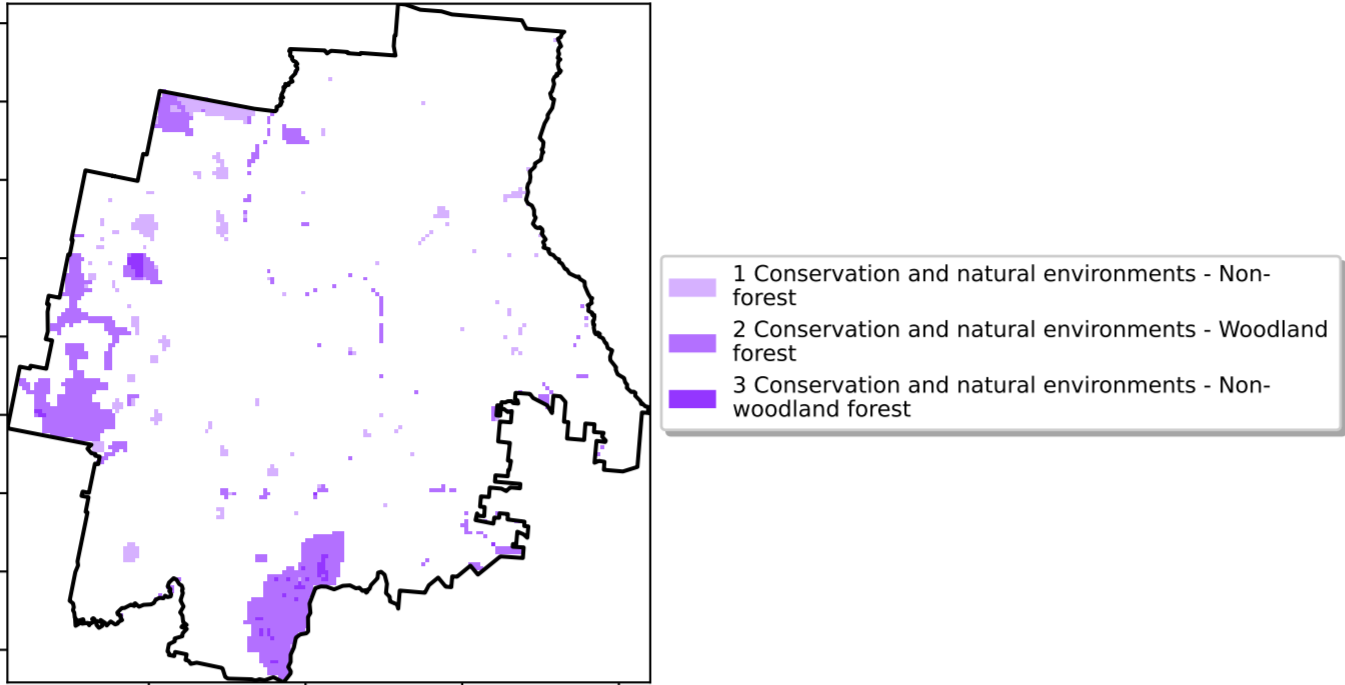 1 Conservation and natural environments - Non-
forest
2 Conservation and natural environments - Woodland
forest
3 Conservation and natural environments - Non-
woodland forest